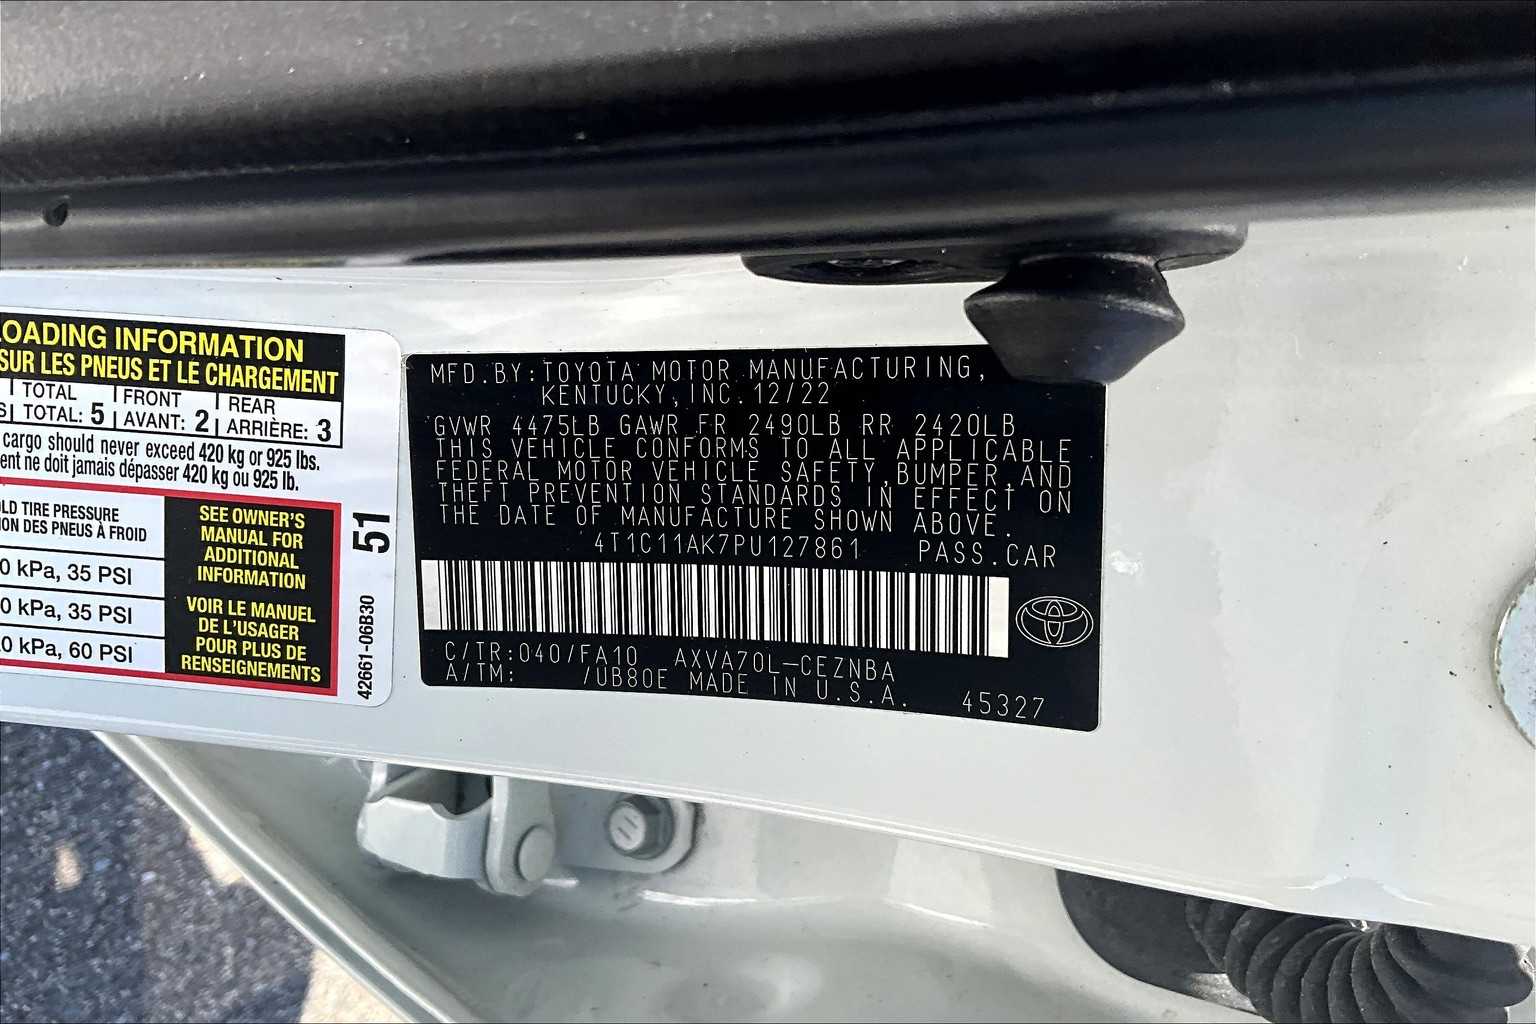 LOADING INFORMATION
SUR LES PNEUS ET LE CHARGEMENT
TOTAL | FRONT | REAR
TOTAL: 5 | AVANT: 2 | ARRIÈRE: 3
cargo should never exceed 420 kg or 925 lbs.
ent ne doit jamais dépasser 420 kg ou 925 lb.
LD TIRE PRESSURE
ION DES PNEUS À FROID
0 kPa, 35 PSI
0 kPa, 35 PSI
0 kPa, 60 PSI
SEE OWNER'S
MANUAL FOR
ADDITIONAL
INFORMATION
VOIR LE MANUEL
DE L'USAGER
POUR PLUS DE
RENSEIGNEMENTS
51
42661-06B30
MFD.BY:TOYOTA MOTOR MANUFACTURING,
KENTUCKY,INC.12/22
GVWR 4475LB GAWR FR 2490LB RR 2420LB
THIS VEHICLE CONFORMS TO ALL APPLICABLE
FEDERAL MOTOR VEHICLE SAFETY,BUMPER,AND
THEFT PREVENTION STANDARDS IN EFFECT ON
THE DATE OF MANUFACTURE SHOWN ABOVE.
4T1C11AK7PU127861 PASS.CAR
C/TR:040/FA10 AXVA70L-CEZNBA
A/TM: /UB80E MADE IN U.S.A. 45327